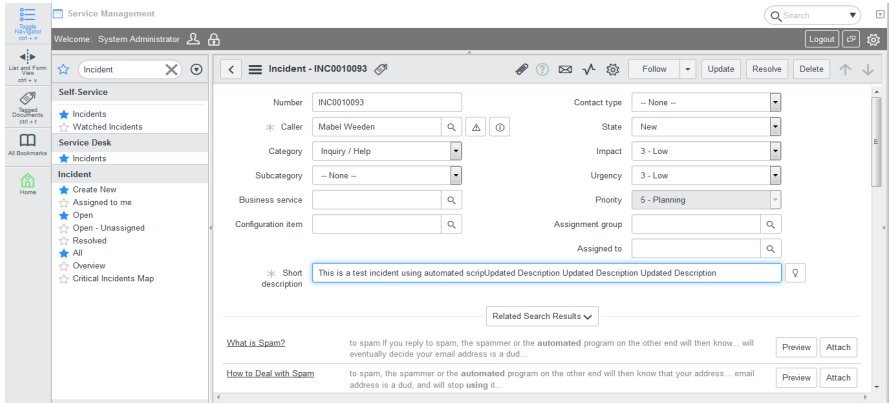 Service Management
Search
Toggle Navigator ctrl + n
Welcome: System Administrator
Logout
List and Form View ctrl + v
Incident
Incident - INC0010093
Follow
Update
Resolve
Delete
Tagged Documents ctrl + t
All Bookmarks
Home
Self-Service
Incidents
Watched Incidents
Service Desk
Incidents
Incident
Create New
Assigned to me
Open
Open - Unassigned
Resolved
All
Overview
Critical Incidents Map
Number INC0010093
Caller Mabel Weeden
Category Inquiry / Help
Subcategory -- None --
Business service
Configuration item
Contact type -- None --
State New
Impact 3 - Low
Urgency 3 - Low
Priority 5 - Planning
Assignment group
Assigned to
Short description This is a test incident using automated scripUpdated Description Updated Description Updated Description
Related Search Results
What is Spam? to spam If you reply to spam, the spammer or the automated program on the other end will then know... will
eventually decide your email address is a dud...
Preview Attach
How to Deal with Spam to spam, the spammer or the automated program on the other end will then know that your address... email
address is a dud, and will stop using it...
Preview Attach